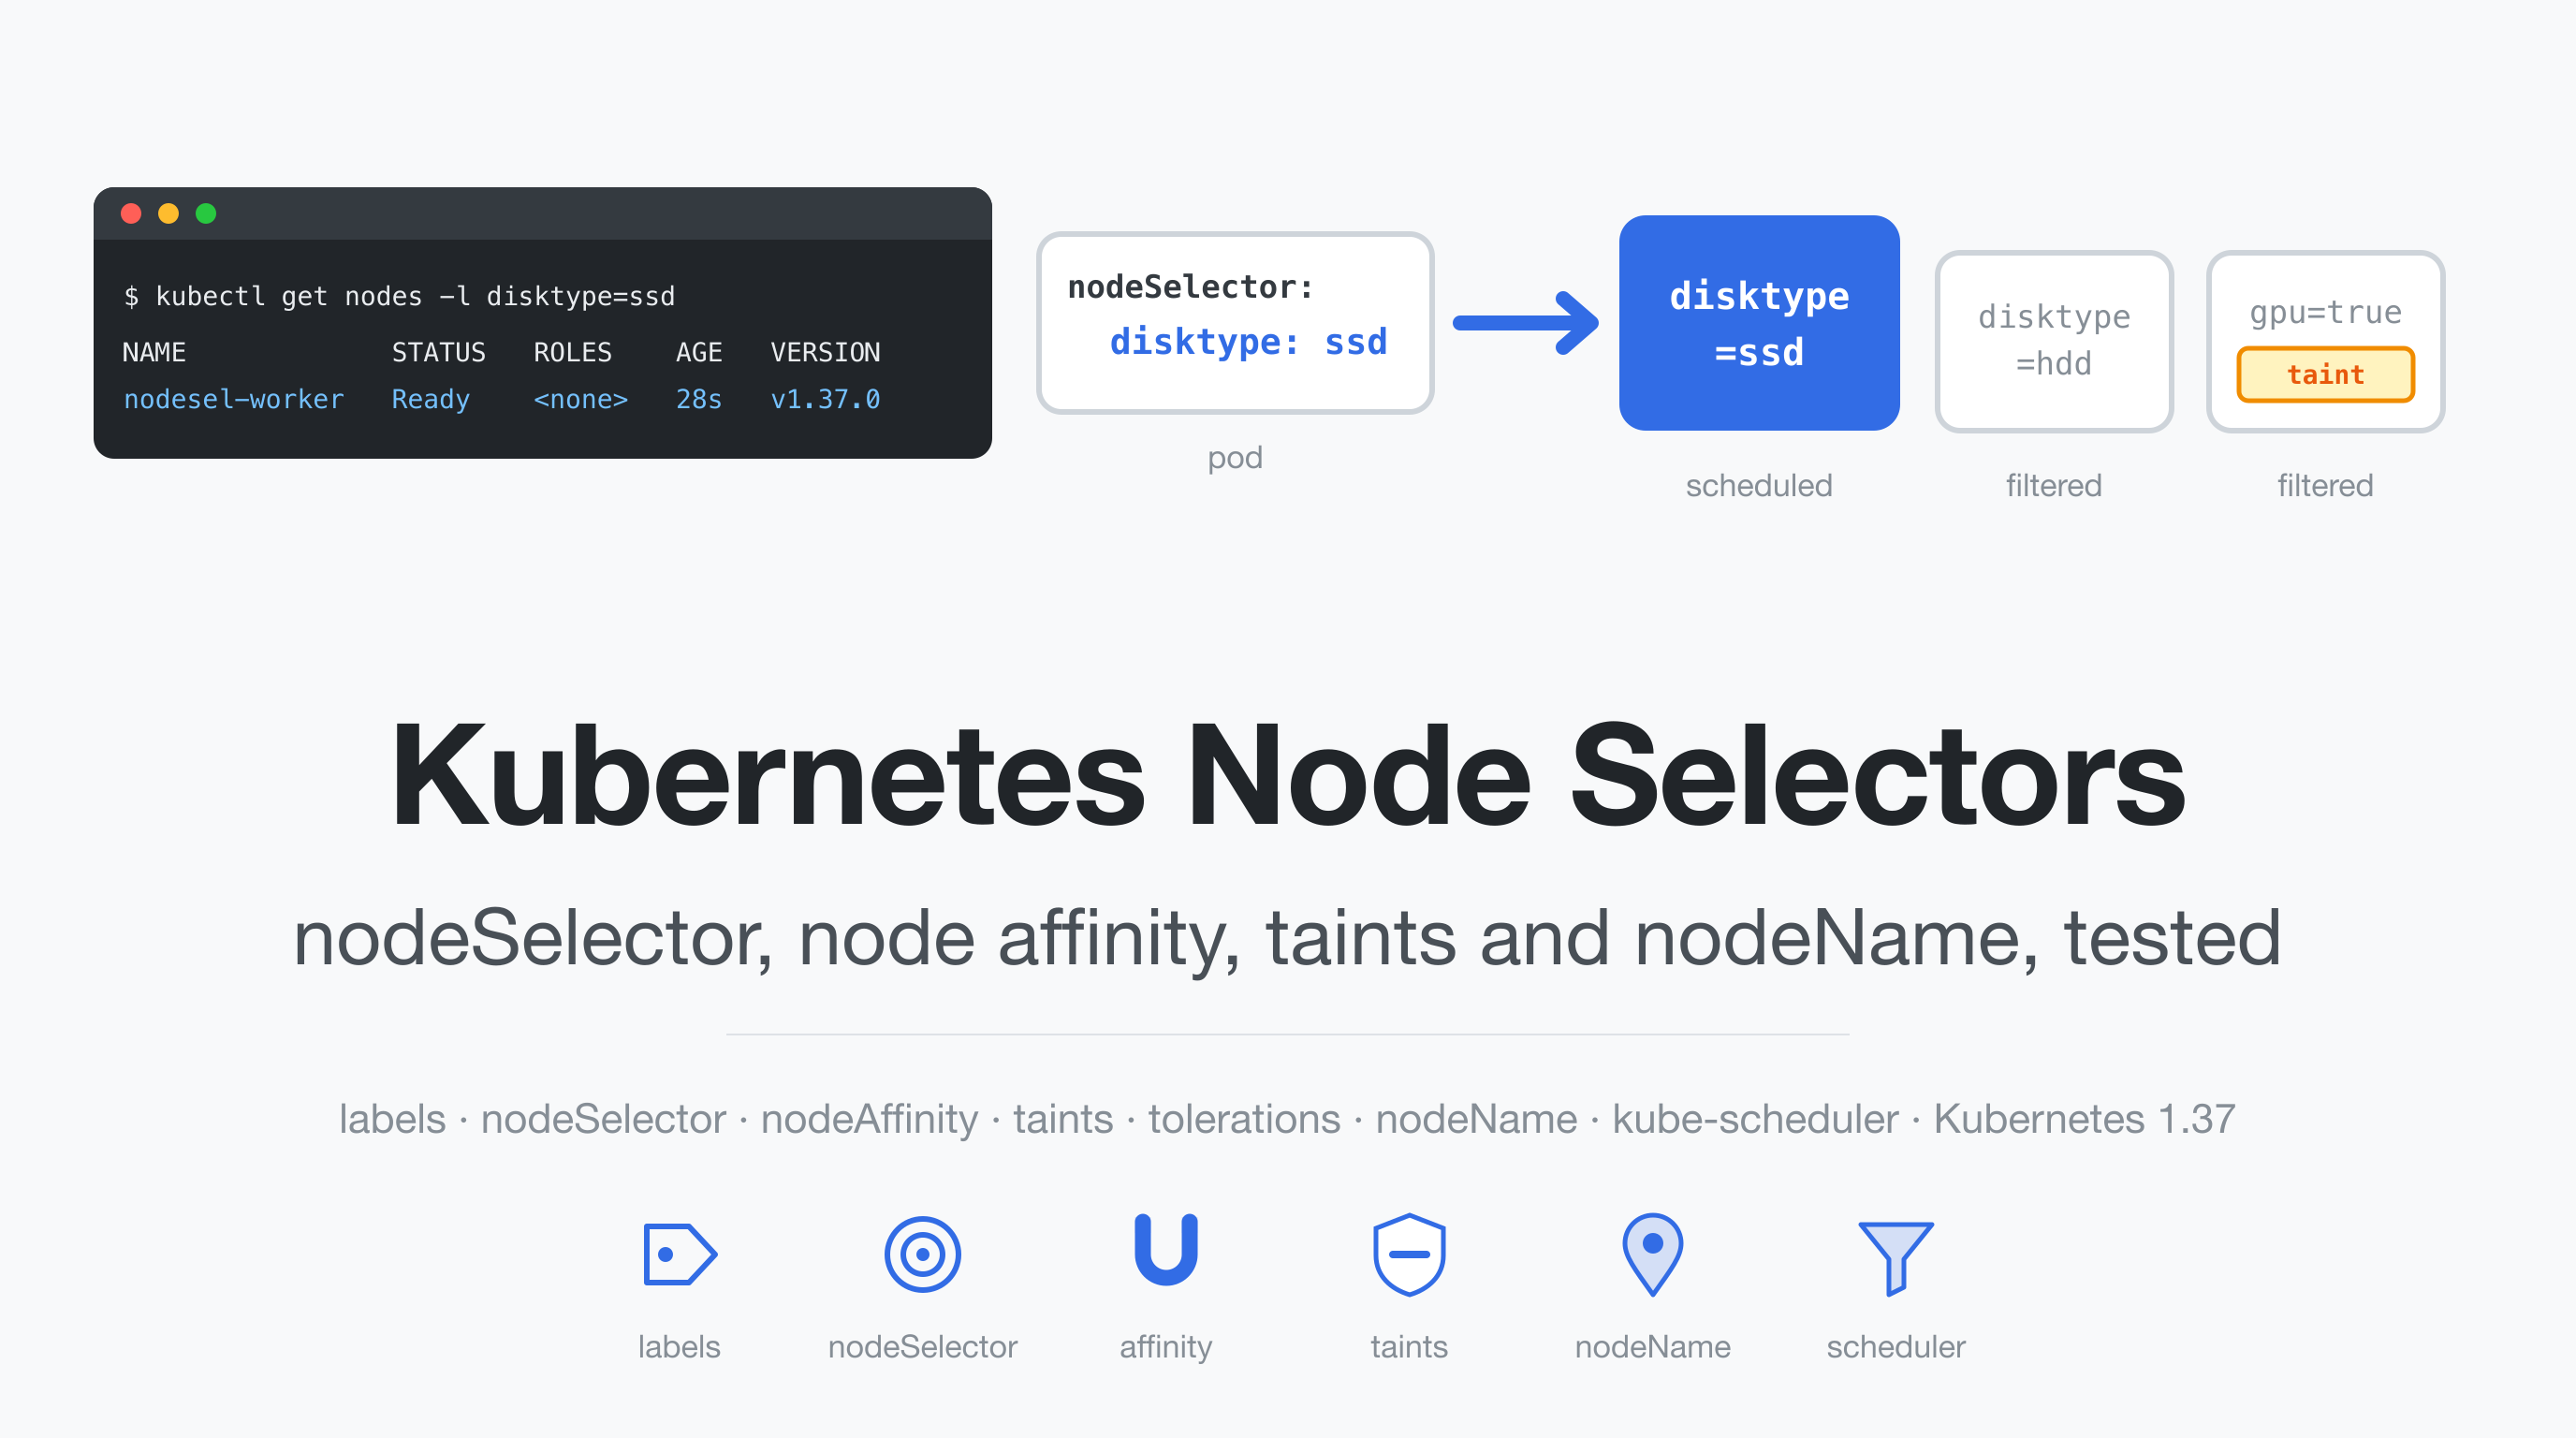 $ kubectl get nodes -l disktype=ssd
NAME STATUS ROLES AGE VERSION
nodesel-worker Ready <none> 28s v1.37.0
nodeSelector:
disktype: ssd
pod
disktype
=ssd
scheduled
disktype
=hdd
filtered
gpu=true
taint
filtered
Kubernetes Node Selectors
nodeSelector, node affinity, taints and nodeName, tested
labels · nodeSelector · nodeAffinity · taints · tolerations · nodeName · kube-scheduler · Kubernetes 1.37
labels nodeSelector affinity taints nodeName scheduler